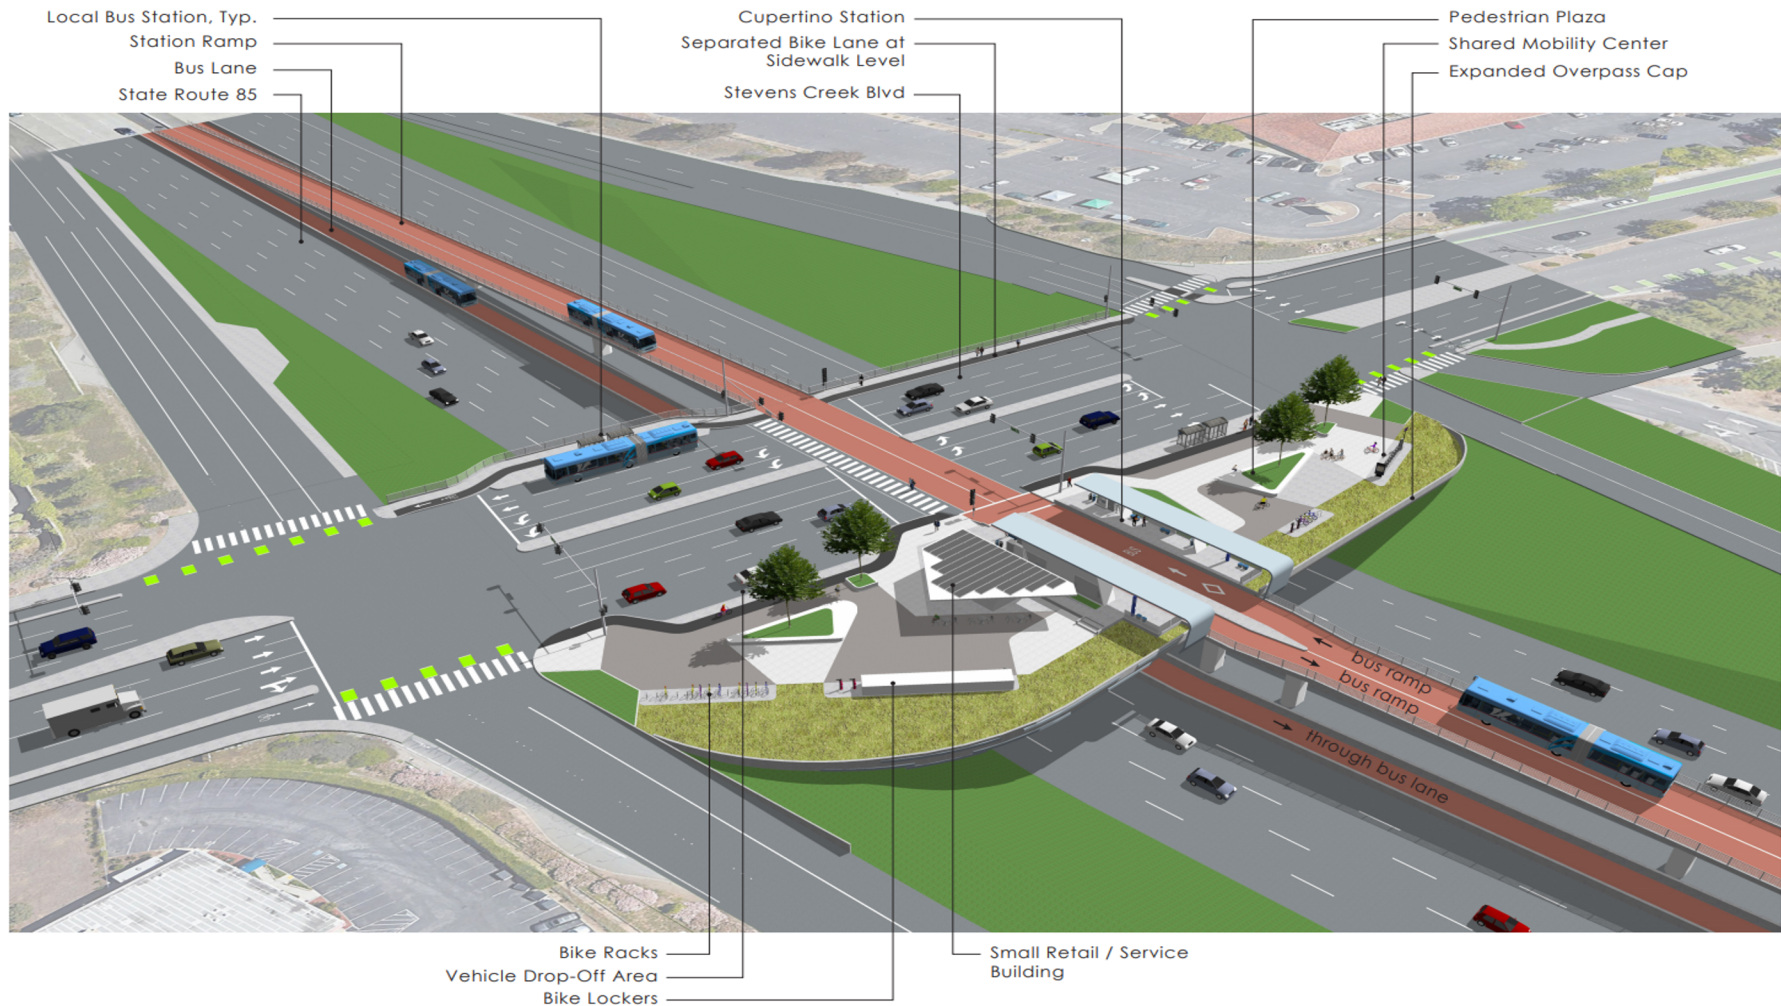 Local Bus Station, Typ.
Station Ramp
Bus Lane
State Route 85
Cupertino Station
Separated Bike Lane at
Sidewalk Level
Stevens Creek Blvd
Pedestrian Plaza
Shared Mobility Center
Expanded Overpass Cap
bus ramp
bus ramp
through bus lane
Bike Racks
Vehicle Drop-Off Area
Bike Lockers
Small Retail / Service
Building